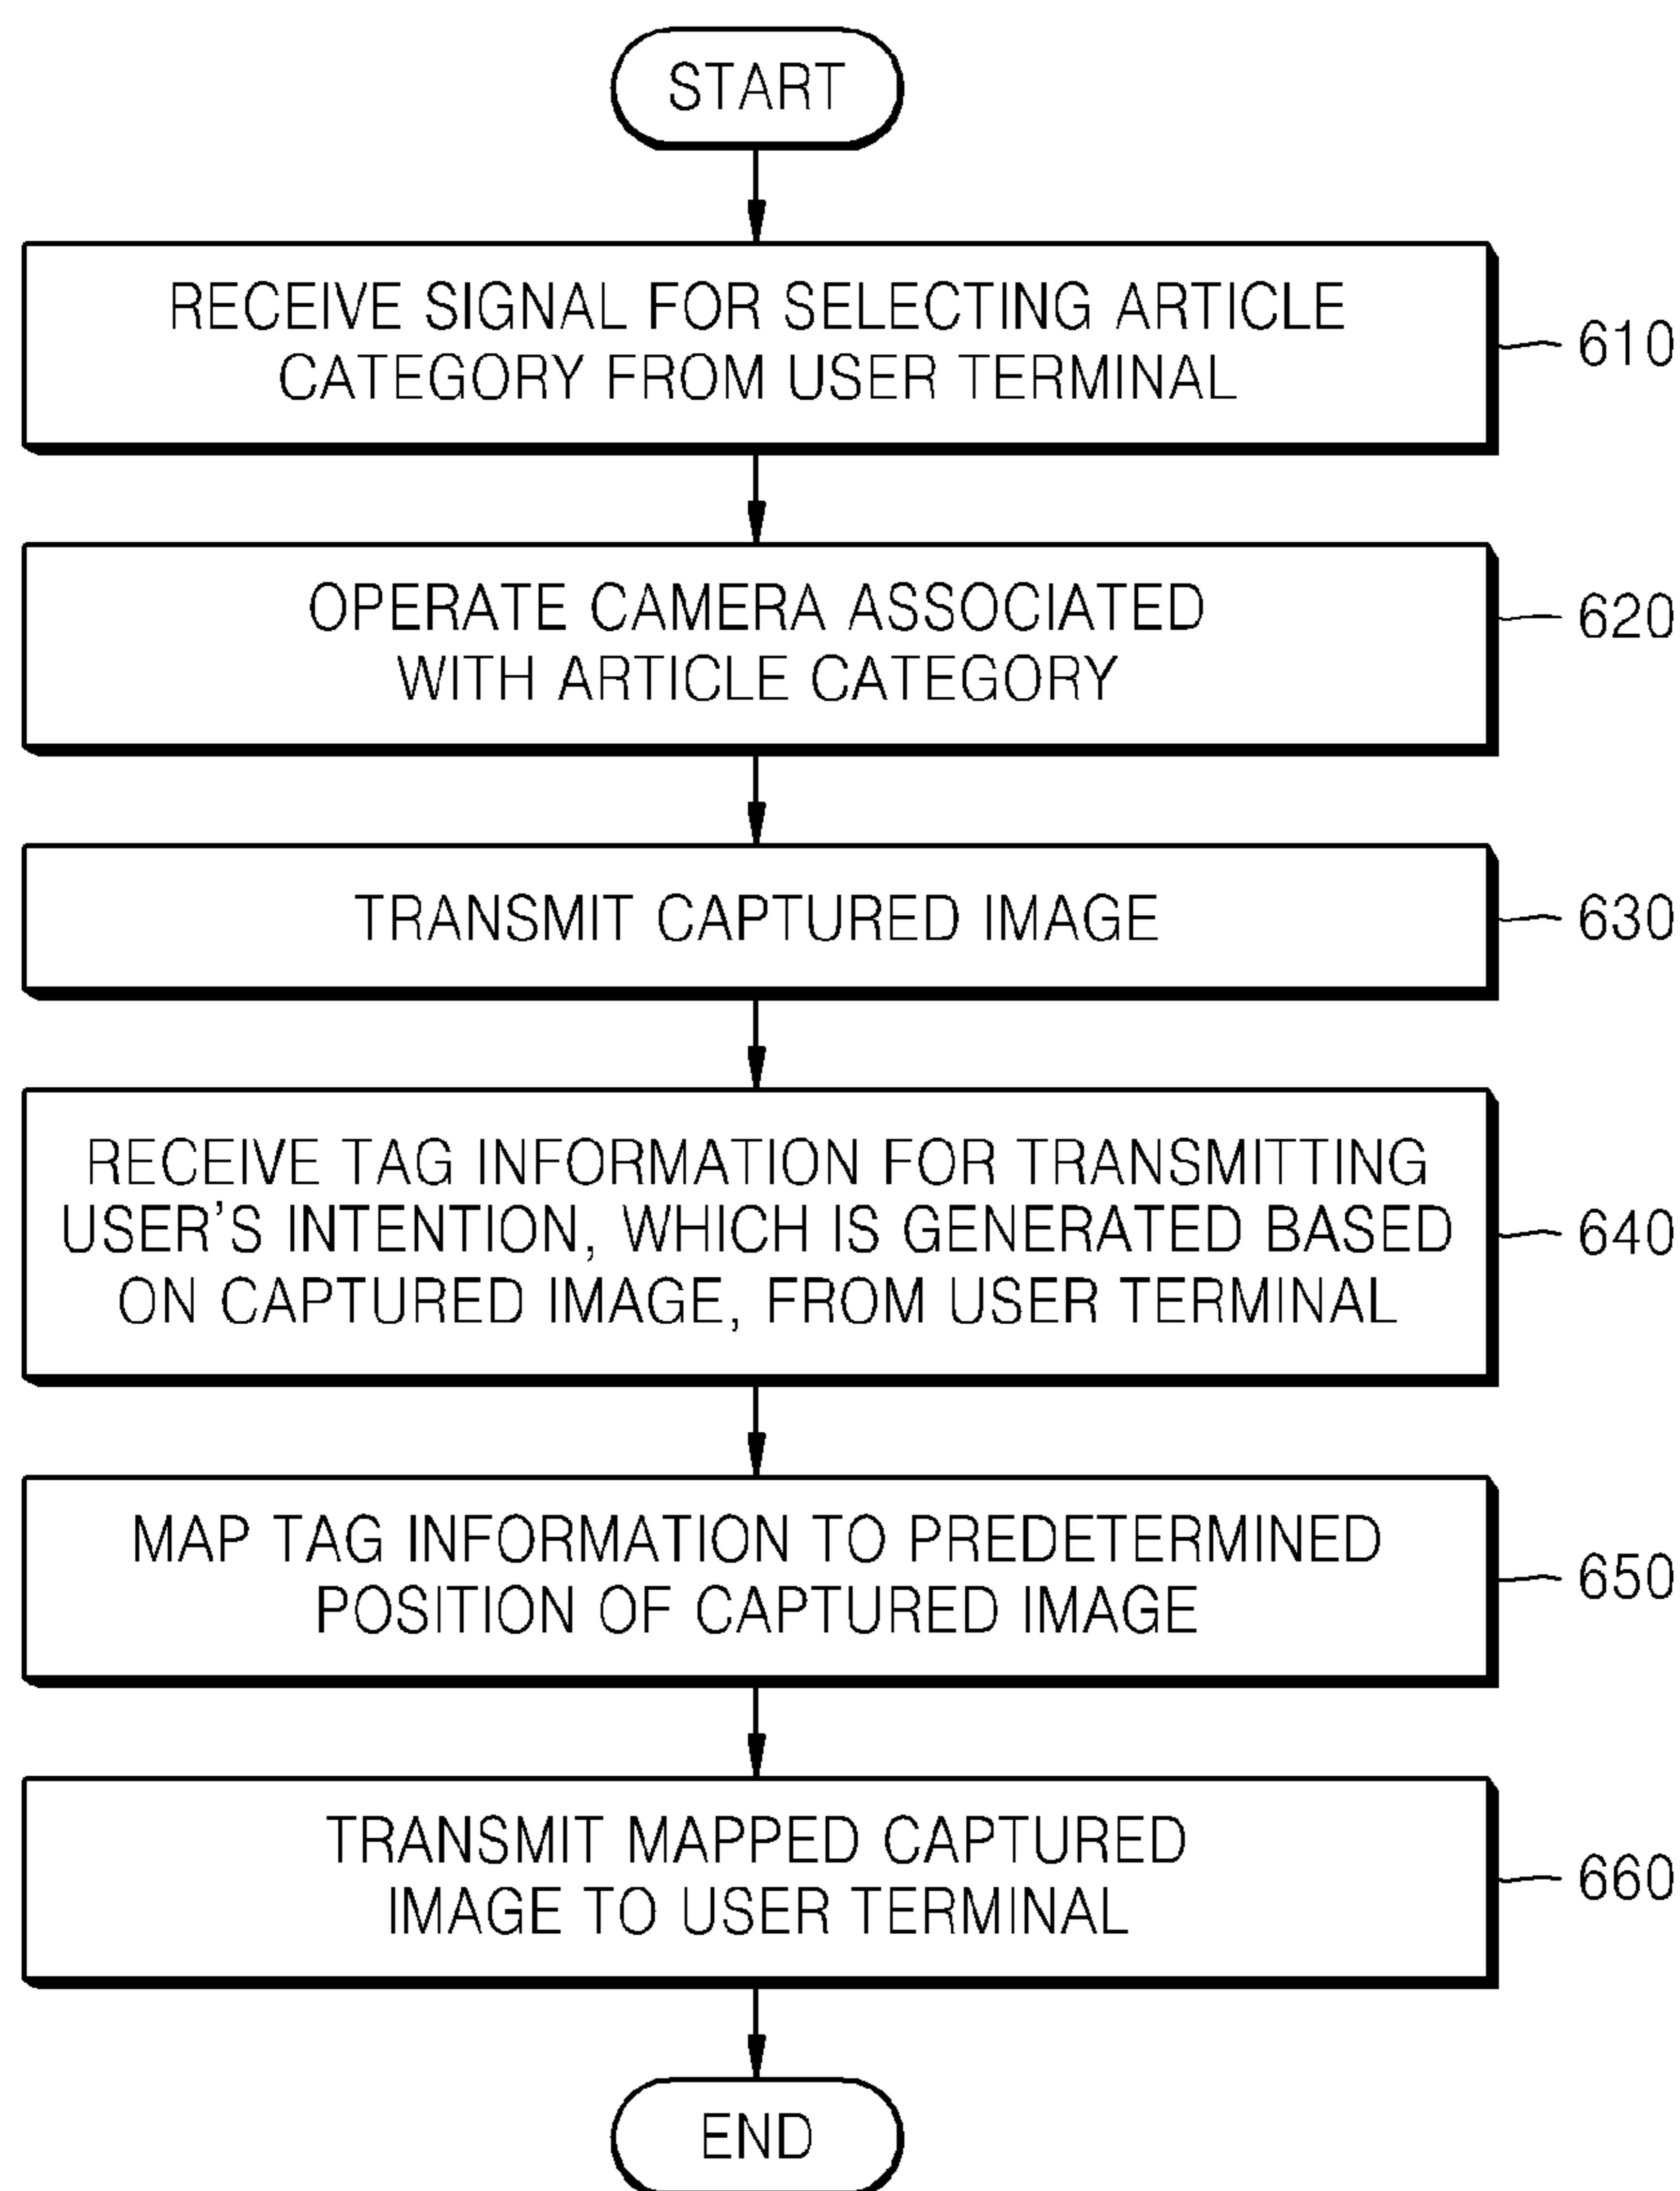 START
RECEIVE SIGNAL FOR SELECTING ARTICLE
CATEGORY FROM USER TERMINAL
610
OPERATE CAMERA ASSOCIATED
WITH ARTICLE CATEGORY
620
TRANSMIT CAPTURED IMAGE
630
RECEIVE TAG INFORMATION FOR TRANSMITTING
USER'S INTENTION, WHICH IS GENERATED BASED
ON CAPTURED IMAGE, FROM USER TERMINAL
640
MAP TAG INFORMATION TO PREDETERMINED
POSITION OF CAPTURED IMAGE
650
TRANSMIT MAPPED CAPTURED
IMAGE TO USER TERMINAL
660
END